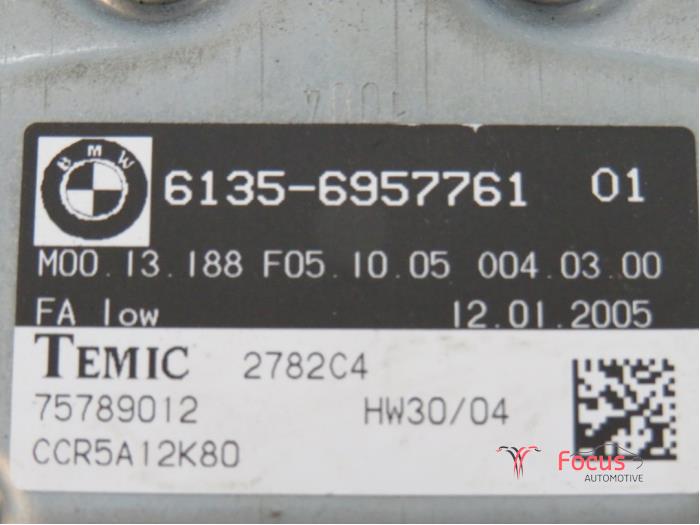 BMW
6135-6957761 01
M00.13.188 F05.10.05 004.03.00
FA low 12.01.2005
TEMIC 2782C4
75789012 HW30/04
CCR5A12K80
Focus
AUTOMOTIVE